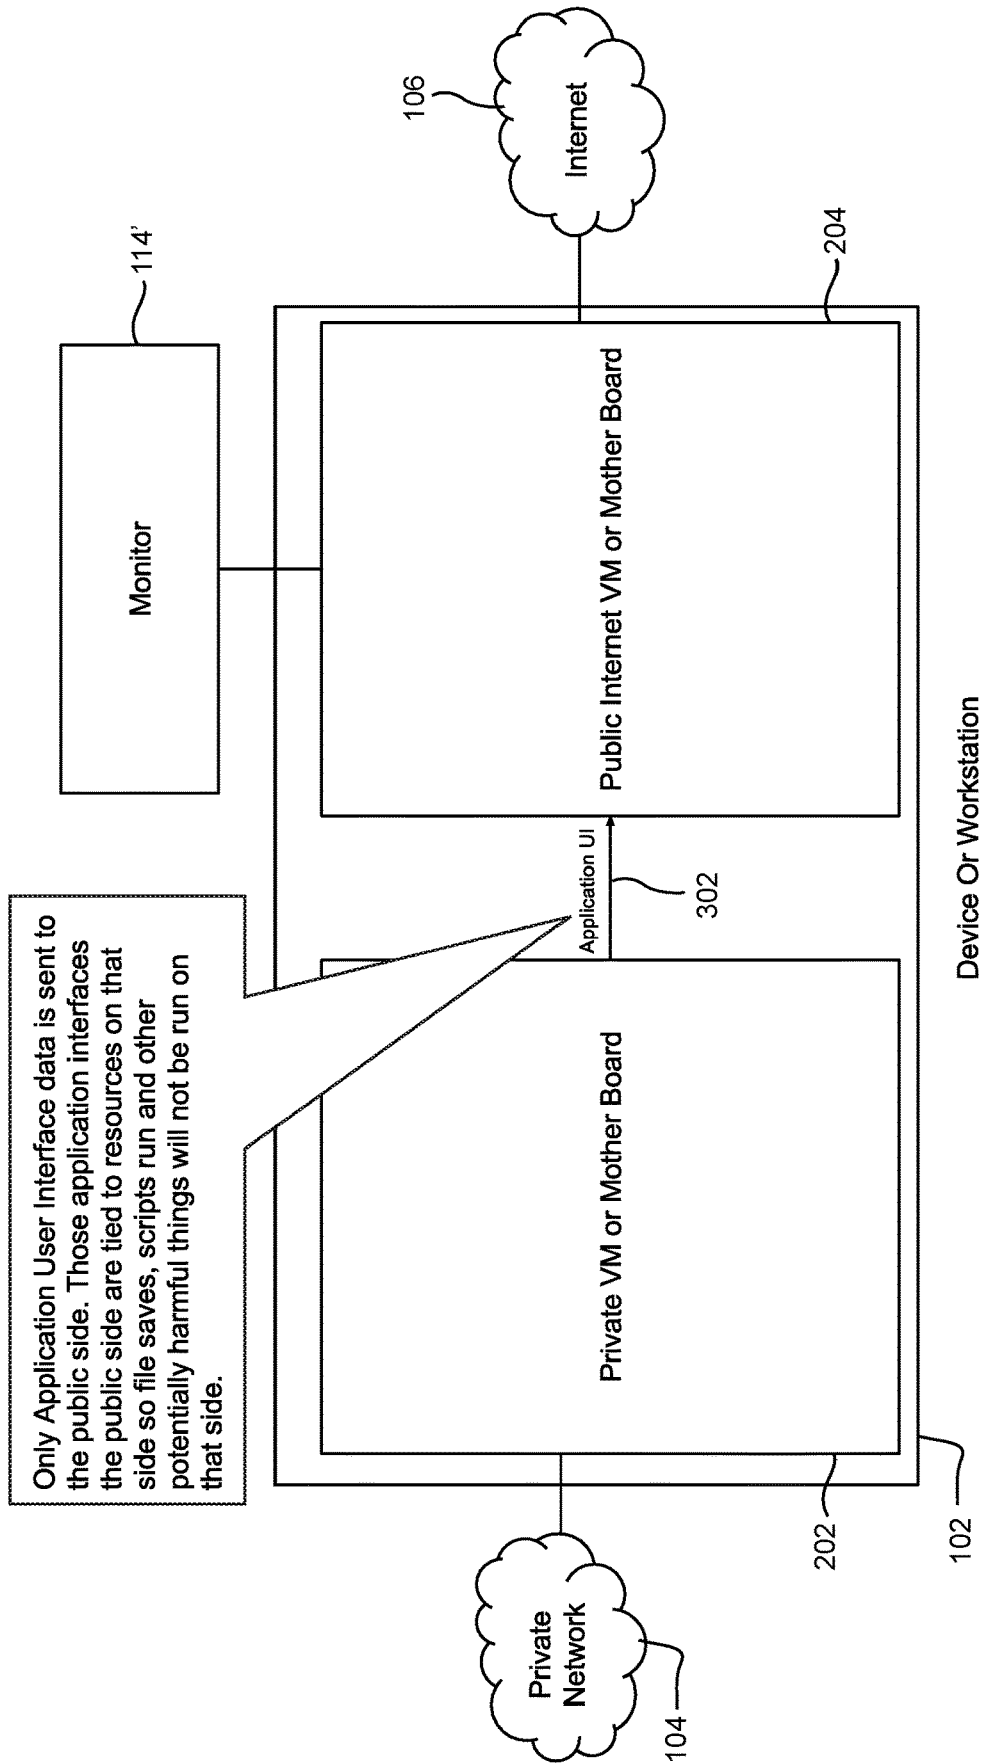 Only Application User Interface data is sent to
the public side. Those application interfaces
the public side are tied to resources on that
side so file saves, scripts run and other
potentially harmful things will not be run on
that side.
Monitor
114’
106
Internet
Private
Network
104
Private VM or Mother Board
202
Application UI
302
Public Internet VM or Mother Board
204
102
Device Or Workstation